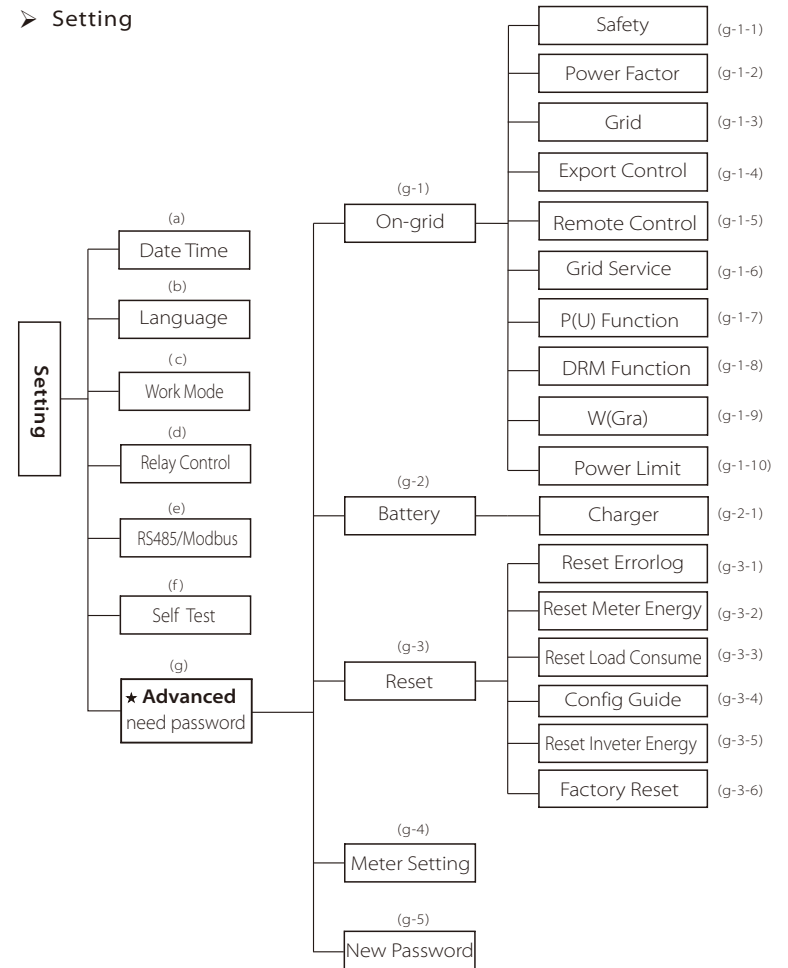 ➢ Setting
Setting
(a)
Date Time
(b)
Language
(c)
Work Mode
(d)
Relay Control
(e)
RS485/Modbus
(f)
Self Test
(g)
★ Advanced
need password
(g-1)
On-grid
Safety (g-1-1)
Power Factor (g-1-2)
Grid (g-1-3)
Export Control (g-1-4)
Remote Control (g-1-5)
Grid Service (g-1-6)
P(U) Function (g-1-7)
DRM Function (g-1-8)
W(Gra) (g-1-9)
Power Limit (g-1-10)
(g-2)
Battery
Charger (g-2-1)
(g-3)
Reset
Reset Errorlog (g-3-1)
Reset Meter Energy (g-3-2)
Reset Load Consume (g-3-3)
Config Guide (g-3-4)
Reset Inveter Energy (g-3-5)
Factory Reset (g-3-6)
(g-4)
Meter Setting
(g-5)
New Password